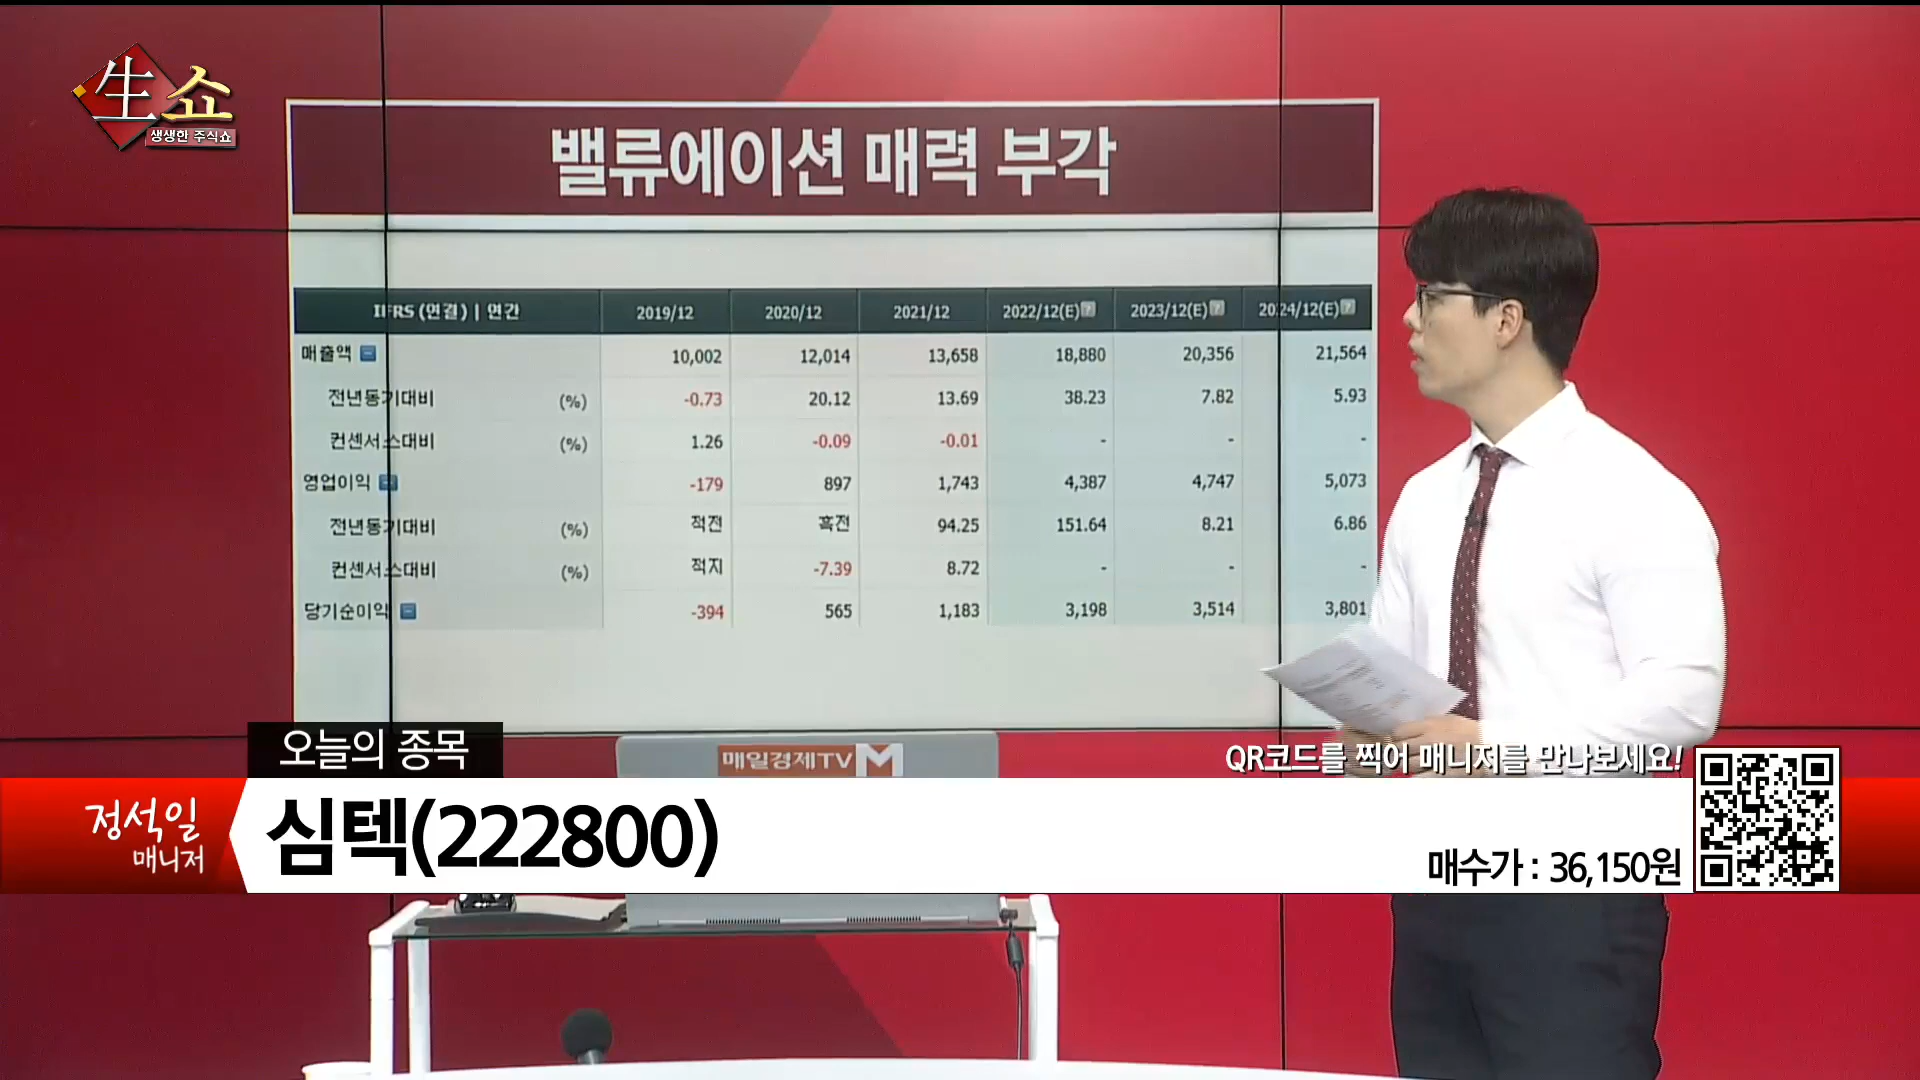 生쇼
생생한 주식쇼
밸류에이션 매력 부각
IFRS (연결) | 연간 2019/12 2020/12 2021/12 2022/12(E) 2023/12(E) 2024/12(E)
매출액 10,002 12,014 13,658 18,880 20,356 21,564
전년동기대비 (%) -0.73 20.12 13.69 38.23 7.82 5.93
컨센서스대비 (%) 1.26 -0.09 -0.01 - - -
영업이익 -179 897 1,743 4,387 4,747 5,073
전년동기대비 (%) 적전 흑전 94.25 151.64 8.21 6.86
컨센서스대비 (%) 적지 -7.39 8.72 - - -
당기순이익 -394 565 1,183 3,198 3,514 3,801
오늘의 종목
매일경제TV M
QR코드를 찍어 매니저를 만나보세요!
정석일
매니저
심텍(222800)
매수가 : 36,150원